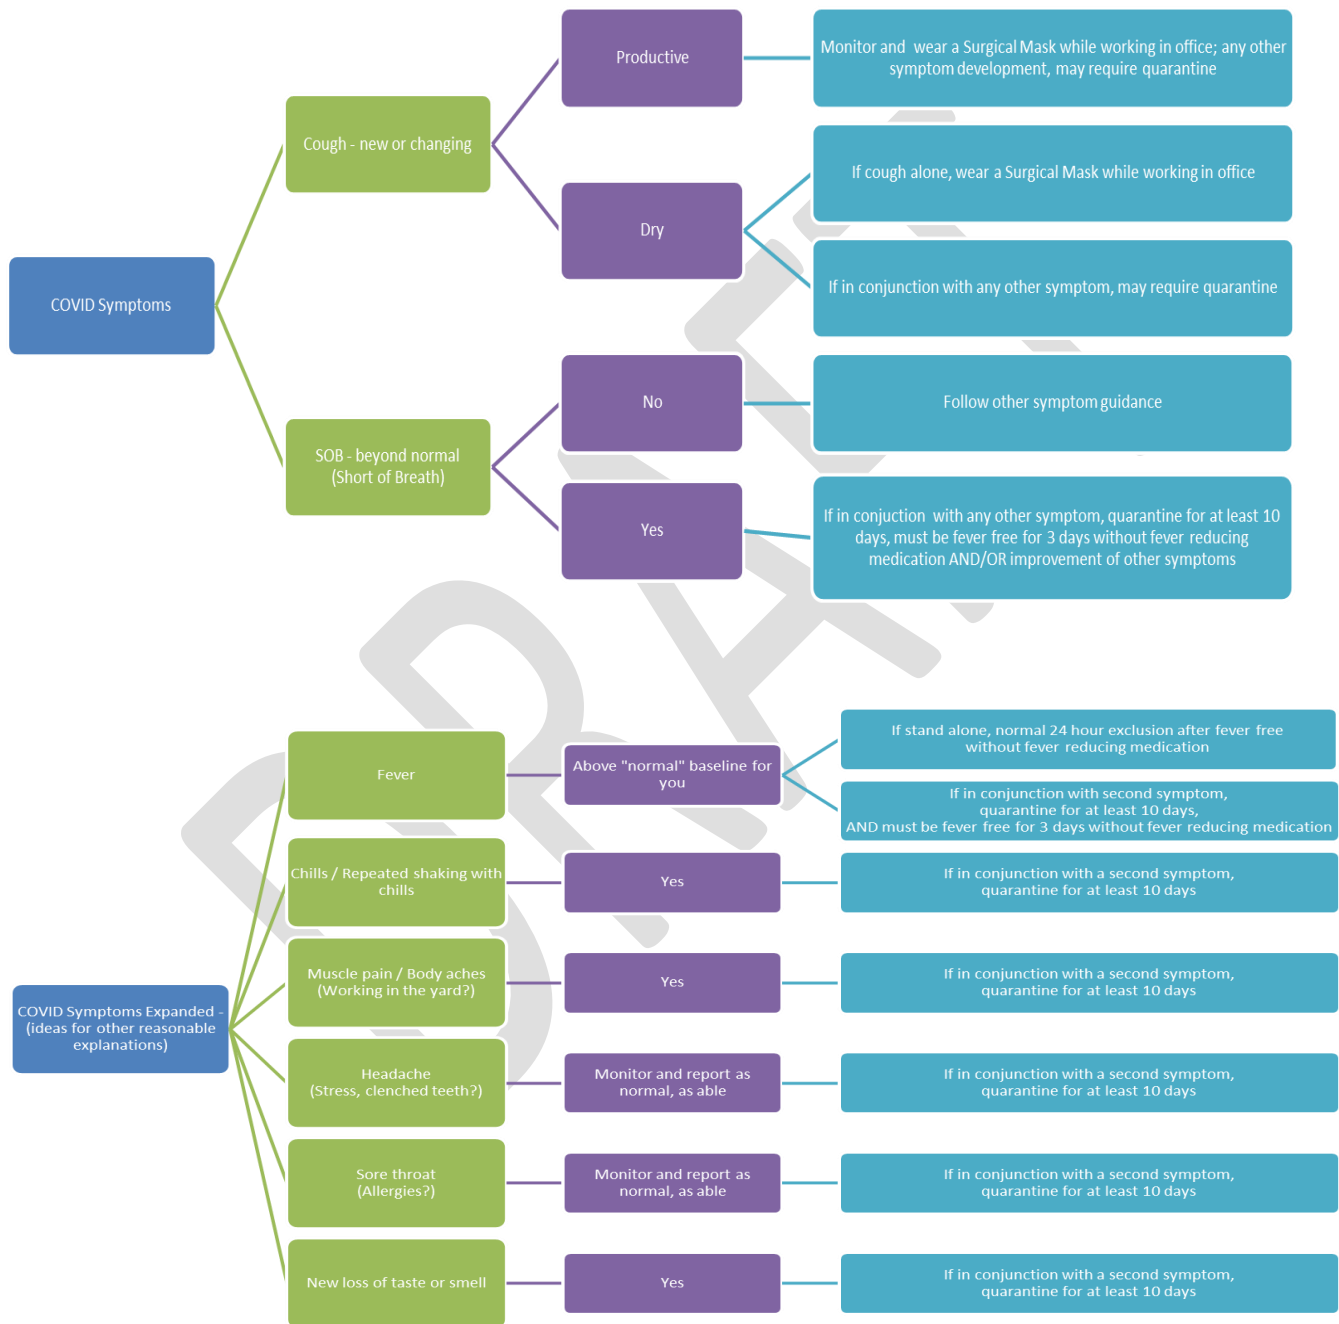 COVID Symptoms
Cough - new or changing
Productive
Monitor and wear a Surgical Mask while working in office; any other
symptom development, may require quarantine
Dry
If cough alone, wear a Surgical Mask while working in office
If in conjunction with any other symptom, may require quarantine
SOB - beyond normal
(Short of Breath)
No
Follow other symptom guidance
Yes
If in conjuction with any other symptom, quarantine for at least 10
days, must be fever free for 3 days without fever reducing
medication AND/OR improvement of other symptoms
DRAFT
COVID Symptoms Expanded -
(ideas for other reasonable
explanations)
Fever
Above "normal" baseline for
you
If stand alone, normal 24 hour exclusion after fever free
without fever reducing medication
If in conjunction with second symptom,
quarantine for at least 10 days,
AND must be fever free for 3 days without fever reducing medication
Chills / Repeated shaking with
chills
Yes
If in conjunction with a second symptom,
quarantine for at least 10 days
Muscle pain / Body aches
(Working in the yard?)
Yes
If in conjunction with a second symptom,
quarantine for at least 10 days
Headache
(Stress, clenched teeth?)
Monitor and report as
normal, as able
If in conjunction with a second symptom,
quarantine for at least 10 days
Sore throat
(Allergies?)
Monitor and report as
normal, as able
If in conjunction with a second symptom,
quarantine for at least 10 days
New loss of taste or smell
Yes
If in conjunction with a second symptom,
quarantine for at least 10 days